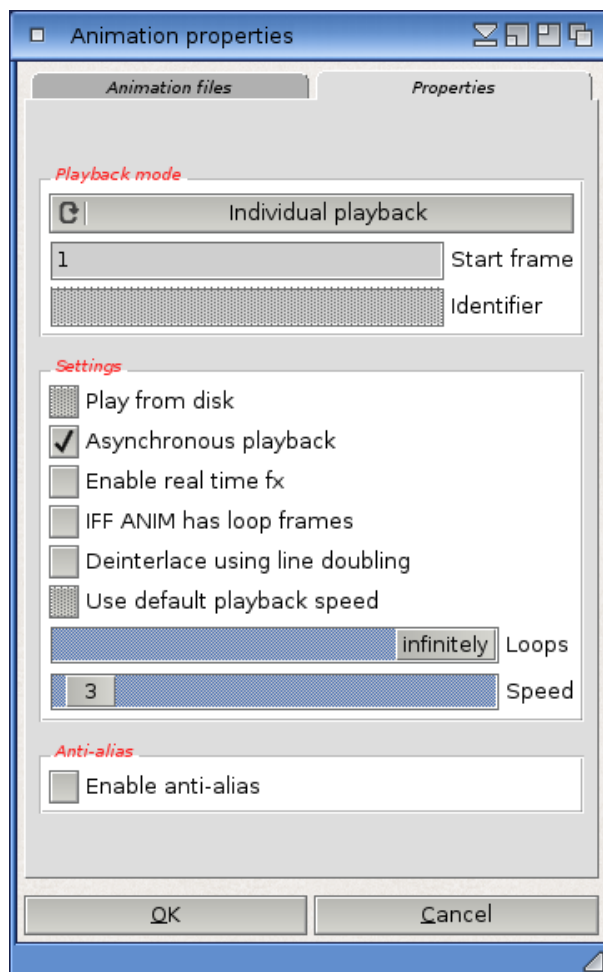 Animation properties
Animation files
Properties
Playback mode
Individual playback
1
Start frame
Identifier
Settings
Play from disk
Asynchronous playback
Enable real time fx
IFF ANIM has loop frames
Deinterlace using line doubling
Use default playback speed
infinitely Loops
3 Speed
Anti-alias
Enable anti-alias
OK
Cancel